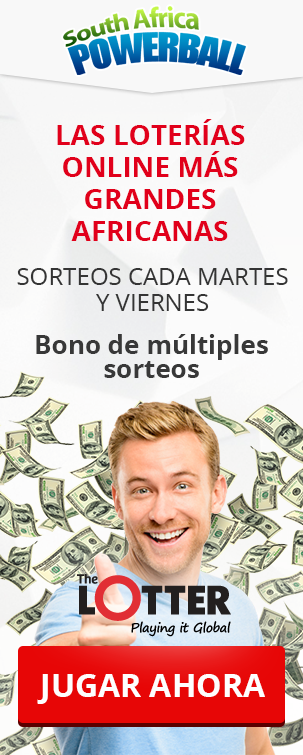 South Africa
POWERBALL
LAS LOTERÍAS
ONLINE MÁS
GRANDES
AFRICANAS
SORTEOS CADA MARTES
Y VIERNES
Bono de múltiples
sorteos
The
LOTTER
Playing it Global
JUGAR AHORA